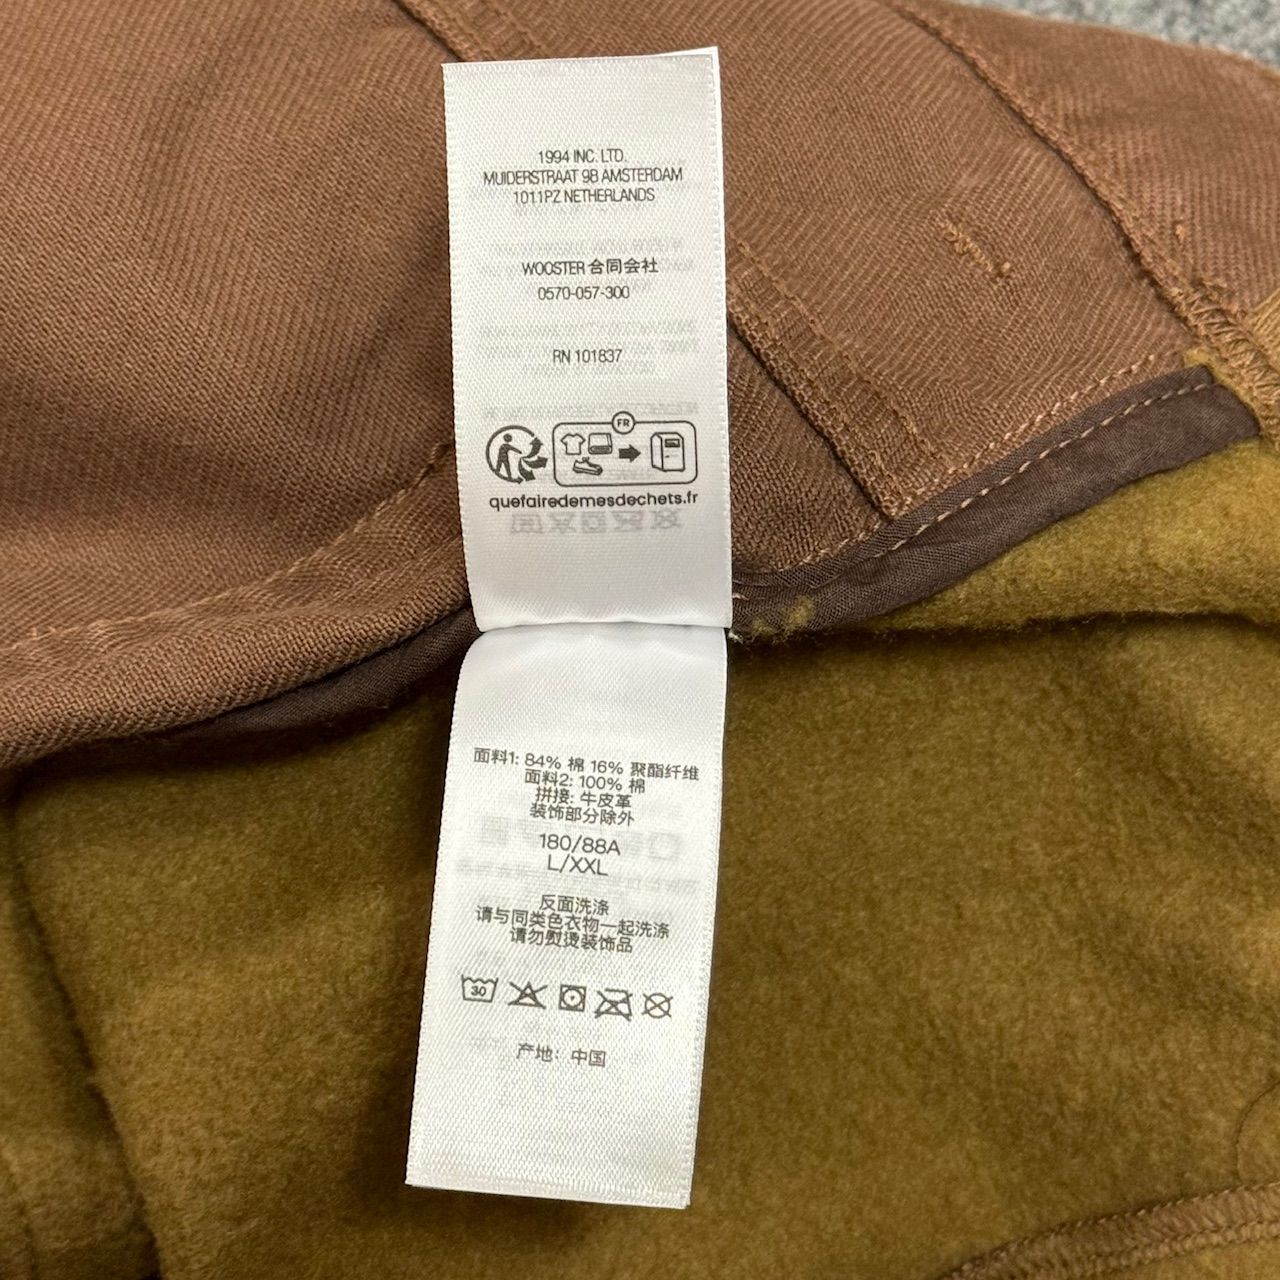 1994 INC. LTD.
MUIDERSTRAAT 9B AMSTERDAM
1011PZ NETHERLANDS
WOOSTER 合同会社
0570-057-300
RN 101837
FR
quefairedemesdechets.fr
面料1: 84% 棉 16% 聚酯纤维
面料2: 100% 棉
拼接: 牛皮革
装饰部分除外
180/88A
L/XXL
反面洗涤
请与同类色衣物一起洗涤
请勿熨烫装饰品
30
产地: 中国